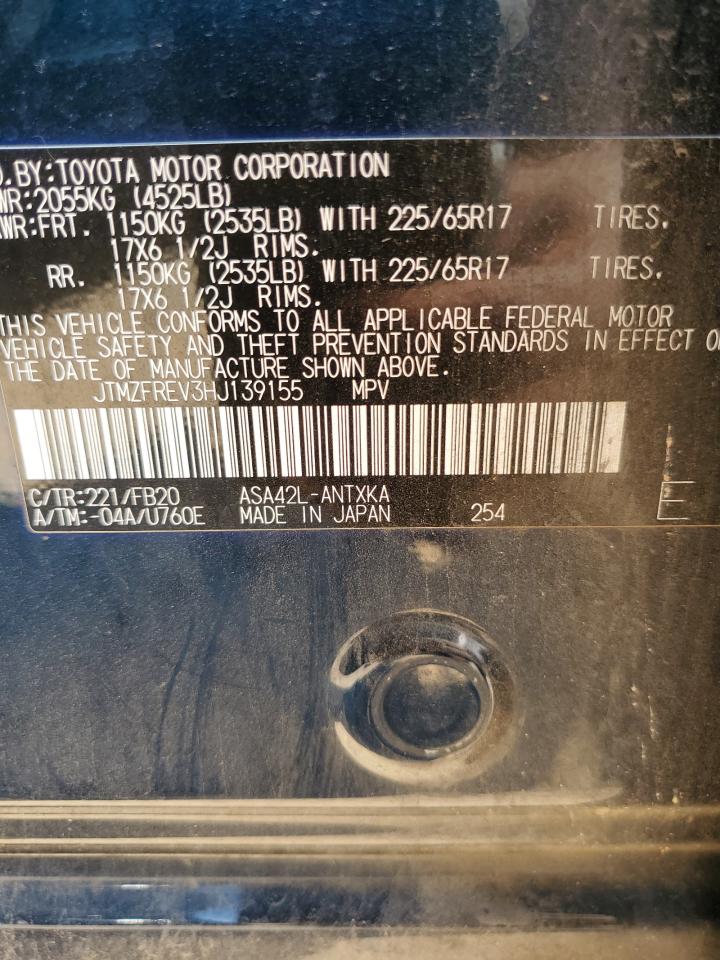 D.BY:TOYOTA MOTOR CORPORATION
WR:2055KG (4525LB)
WR:FRT. 1150KG (2535LB) WITH 225/65R17 TIRES.
17X6 1/2J RIMS.
RR. 1150KG (2535LB) WITH 225/65R17 TIRES.
17X6 1/2J RIMS.
THIS VEHICLE CONFORMS TO ALL APPLICABLE FEDERAL MOTOR
VEHICLE SAFETY AND THEFT PREVENTION STANDARDS IN EFFECT O
THE DATE OF MANUFACTURE SHOWN ABOVE.
JTMZFREV3HJ139155 MPV
C/TR:221/FB20 ASA42L-ANTXKA
A/TM:-04A/U760E MADE IN JAPAN 254 E